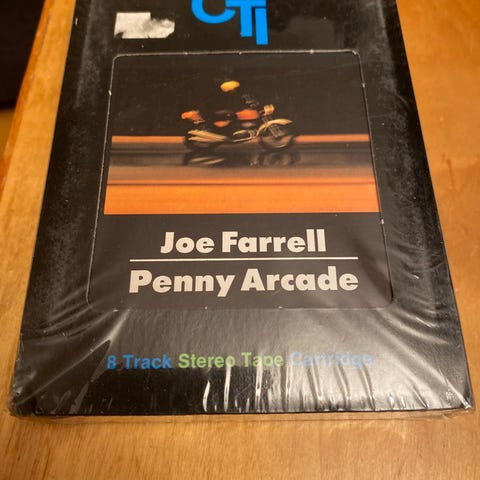 CTI
Joe Farrell
Penny Arcade
8 Track Stereo Tape Cartridge